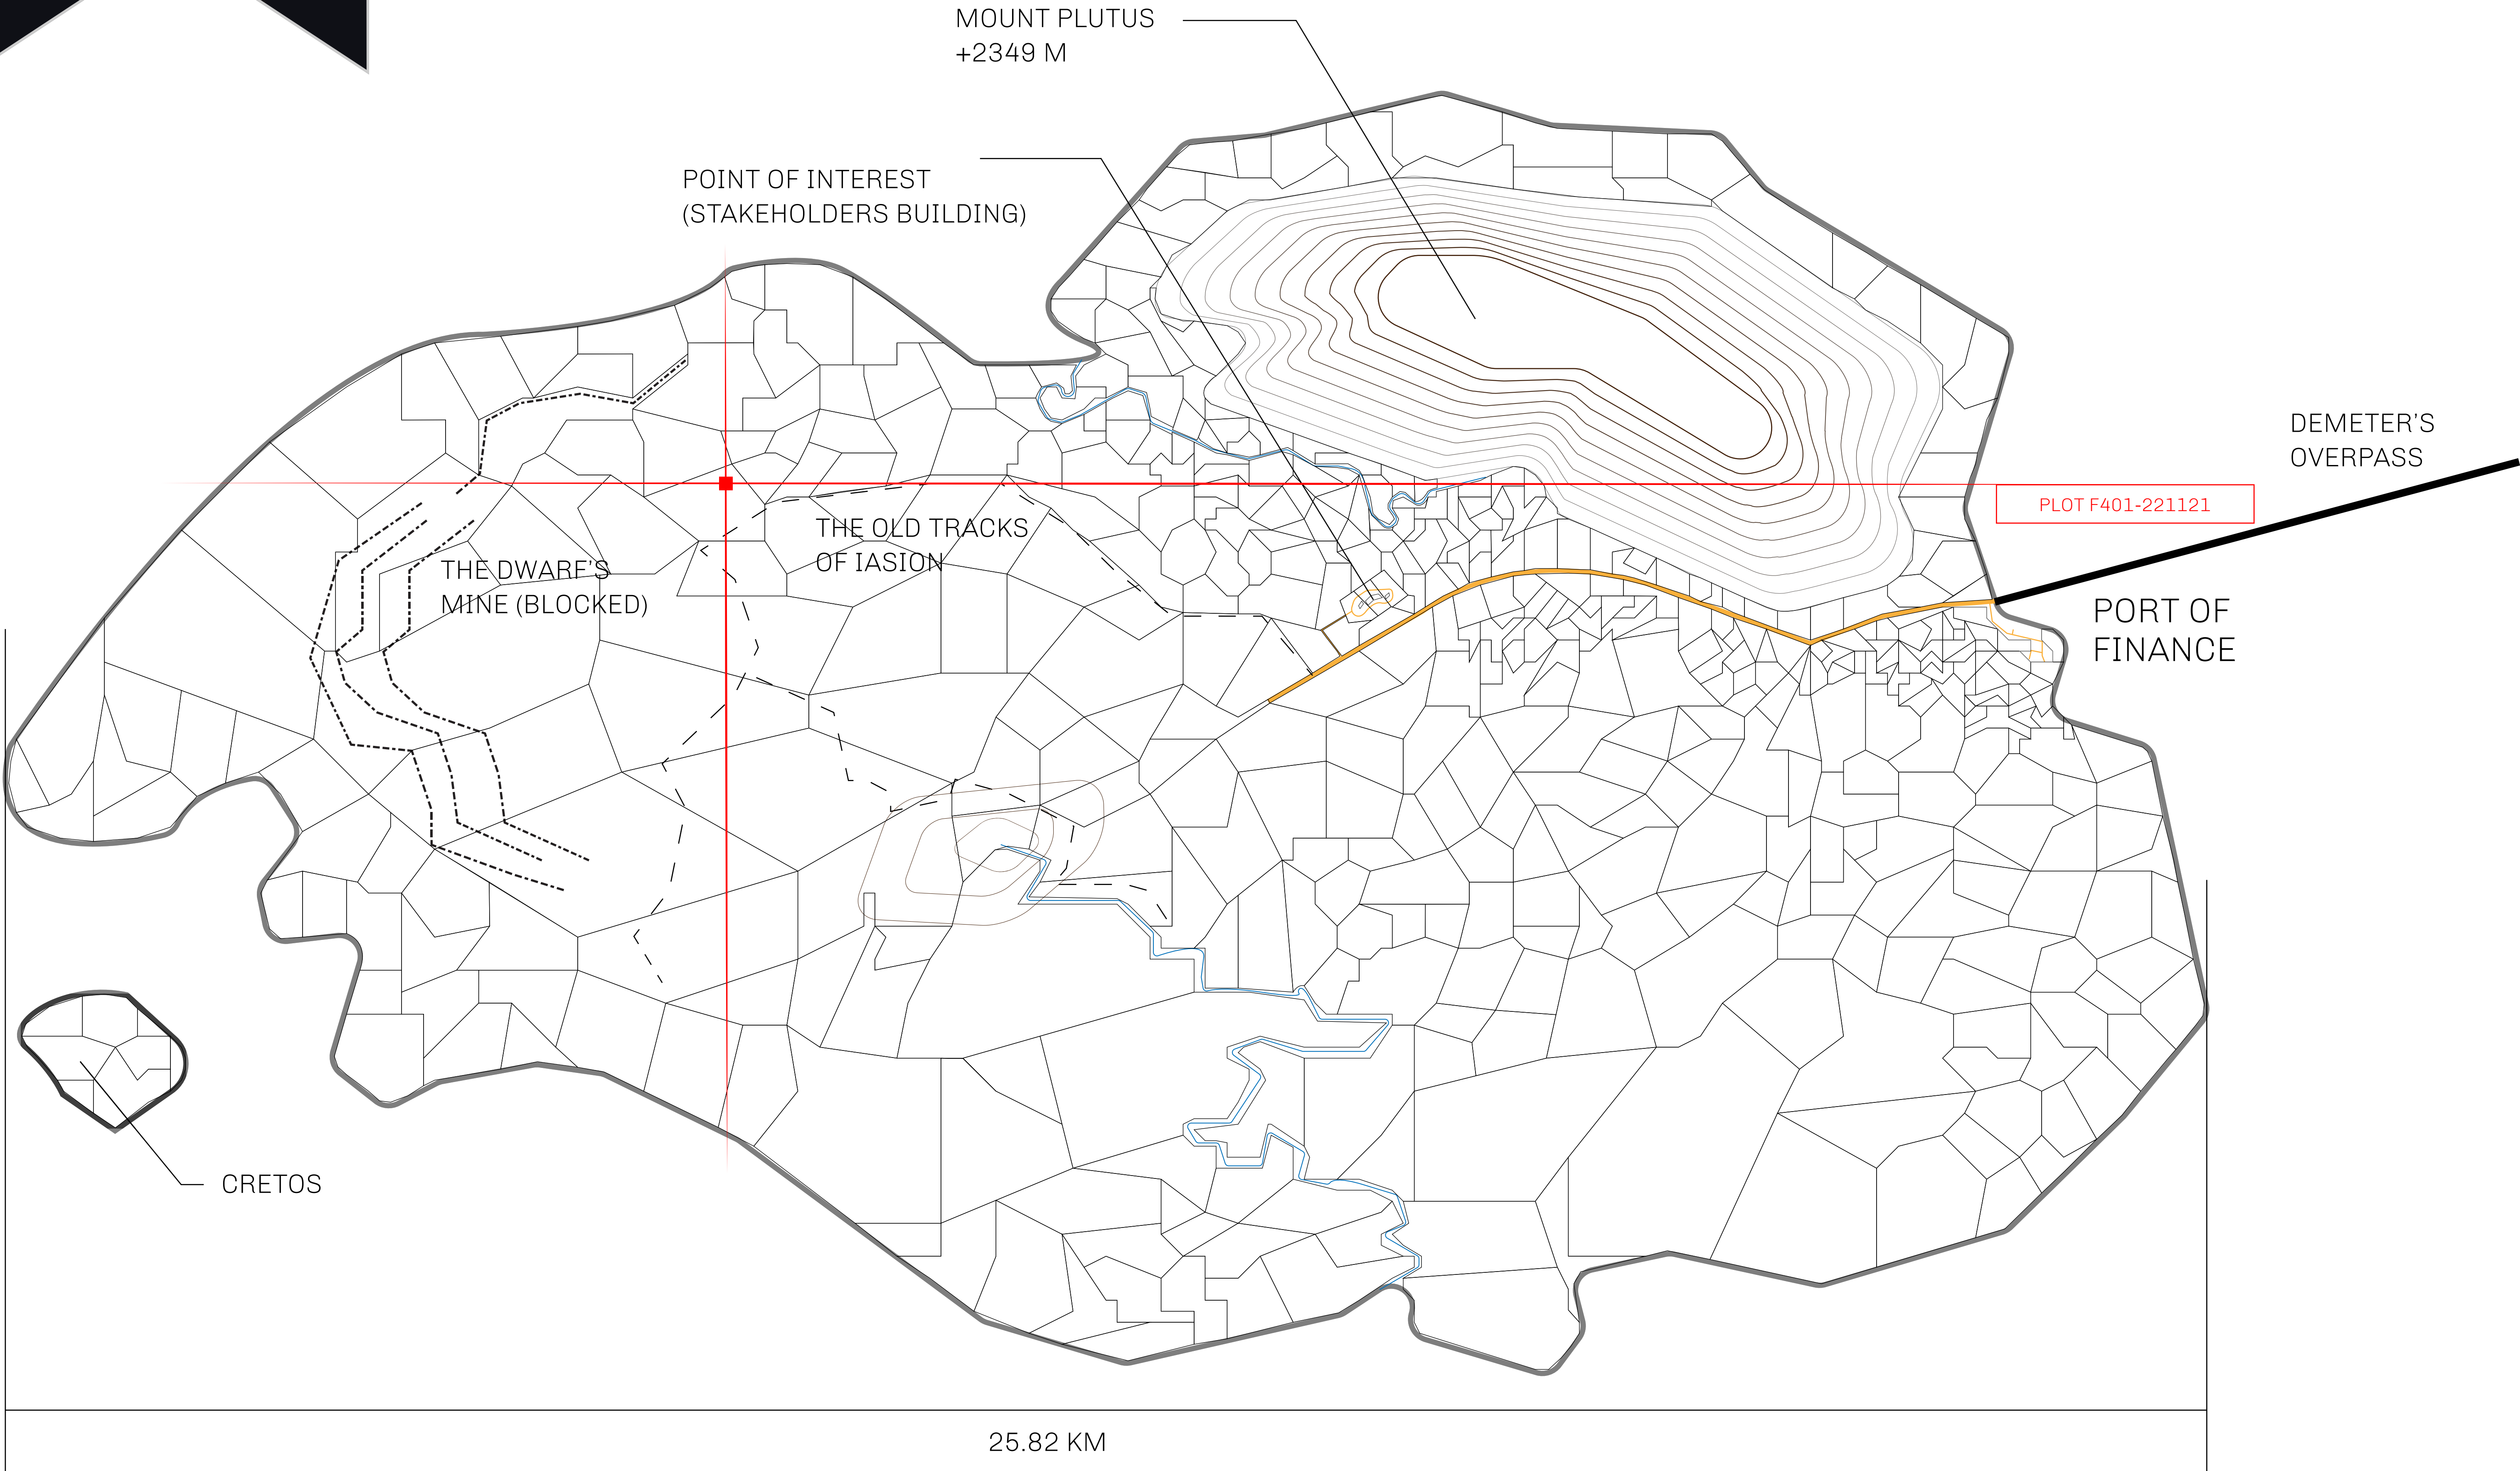 MOUNT PLUTUS
+2349 M
POINT OF INTEREST
(STAKEHOLDERS BUILDING)
DEMETER'S
OVERPASS
PLOT F401-221121
THE OLD TRACKS
OF IASION
THE DWARF'S
MINE (BLOCKED)
PORT OF
FINANCE
CRETOS
25.82 KM